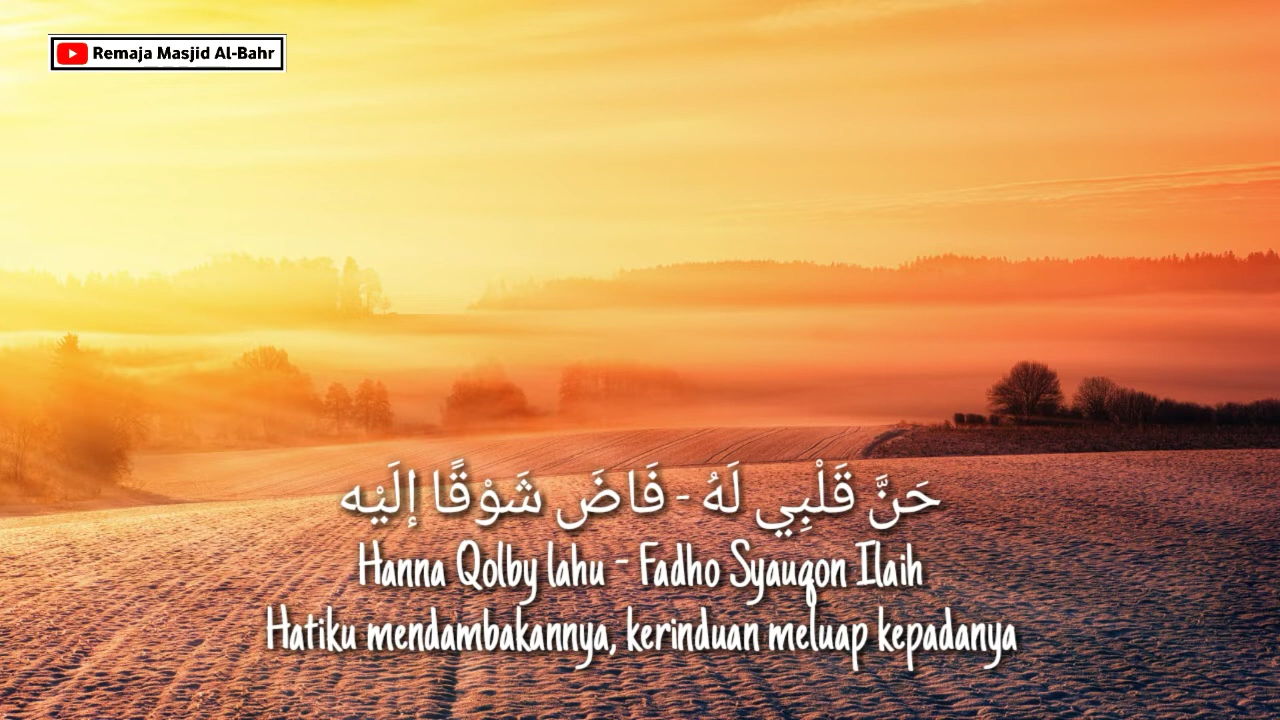 Remaja Masjid Al-Bahr
حَنَّ قَلْبِي لَهُ - فَاضَ شَوْقًا إلَيْه
Hanna Qolby lahu - Fadho Syauqon Ilaih
Hatiku mendambakannya, kerinduan meluap kepadanya